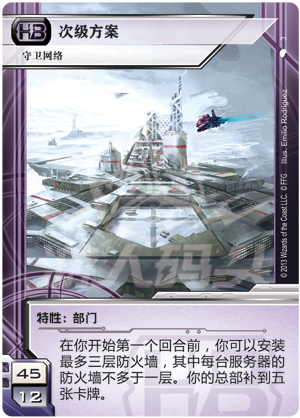 HB
次级方案
守卫网络
3
Illus. Emilio Rodriguez
© 2013 Wizards of the Coast LLC. © FFG
特性：部门
在你开始第一个回合前，你可以安装
最多三层防火墙，其中每台服务器的
防火墙不多于一层。你的总部补到五
张卡牌。
45
12